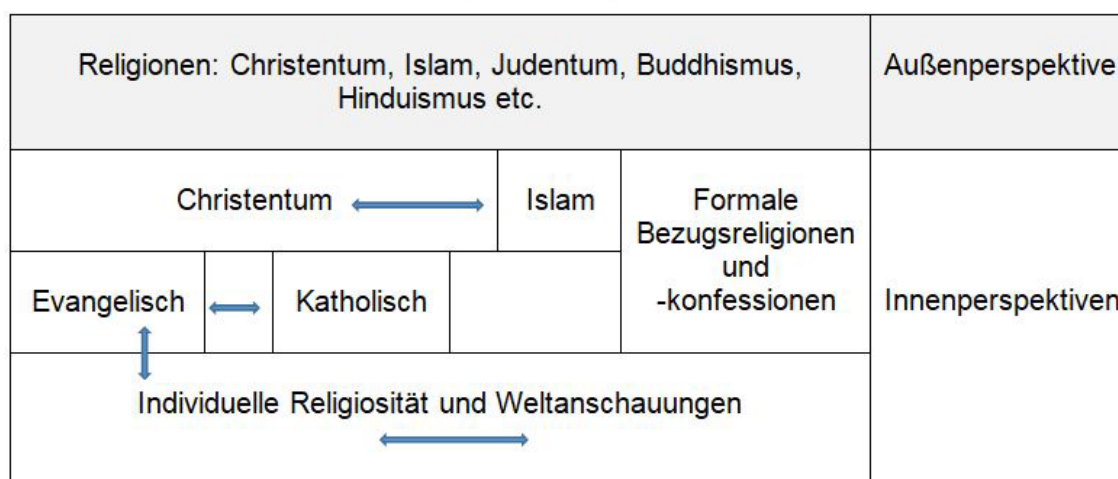 Religionen: Christentum, Islam, Judentum, Buddhismus,
Hinduismus etc.
Außenperspektive
Christentum
Islam
Formale
Bezugsreligionen
und
-konfessionen
Evangelisch
Katholisch
Innenperspektiven
Individuelle Religiosität und Weltanschauungen